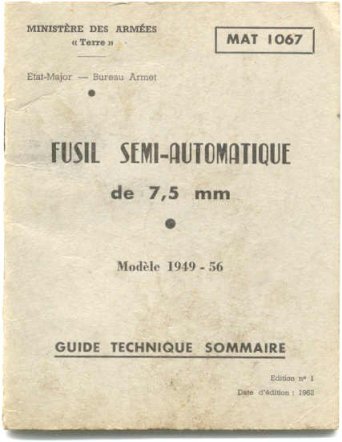 MINISTÈRE DES ARMÉES
« Terre »
MAT 1067
Etat-Major — Bureau Armet
FUSIL SEMI-AUTOMATIQUE
de 7,5 mm
Modèle 1949 - 56
GUIDE TECHNIQUE SOMMAIRE
Edition n° 1
Date d'édition : 1962